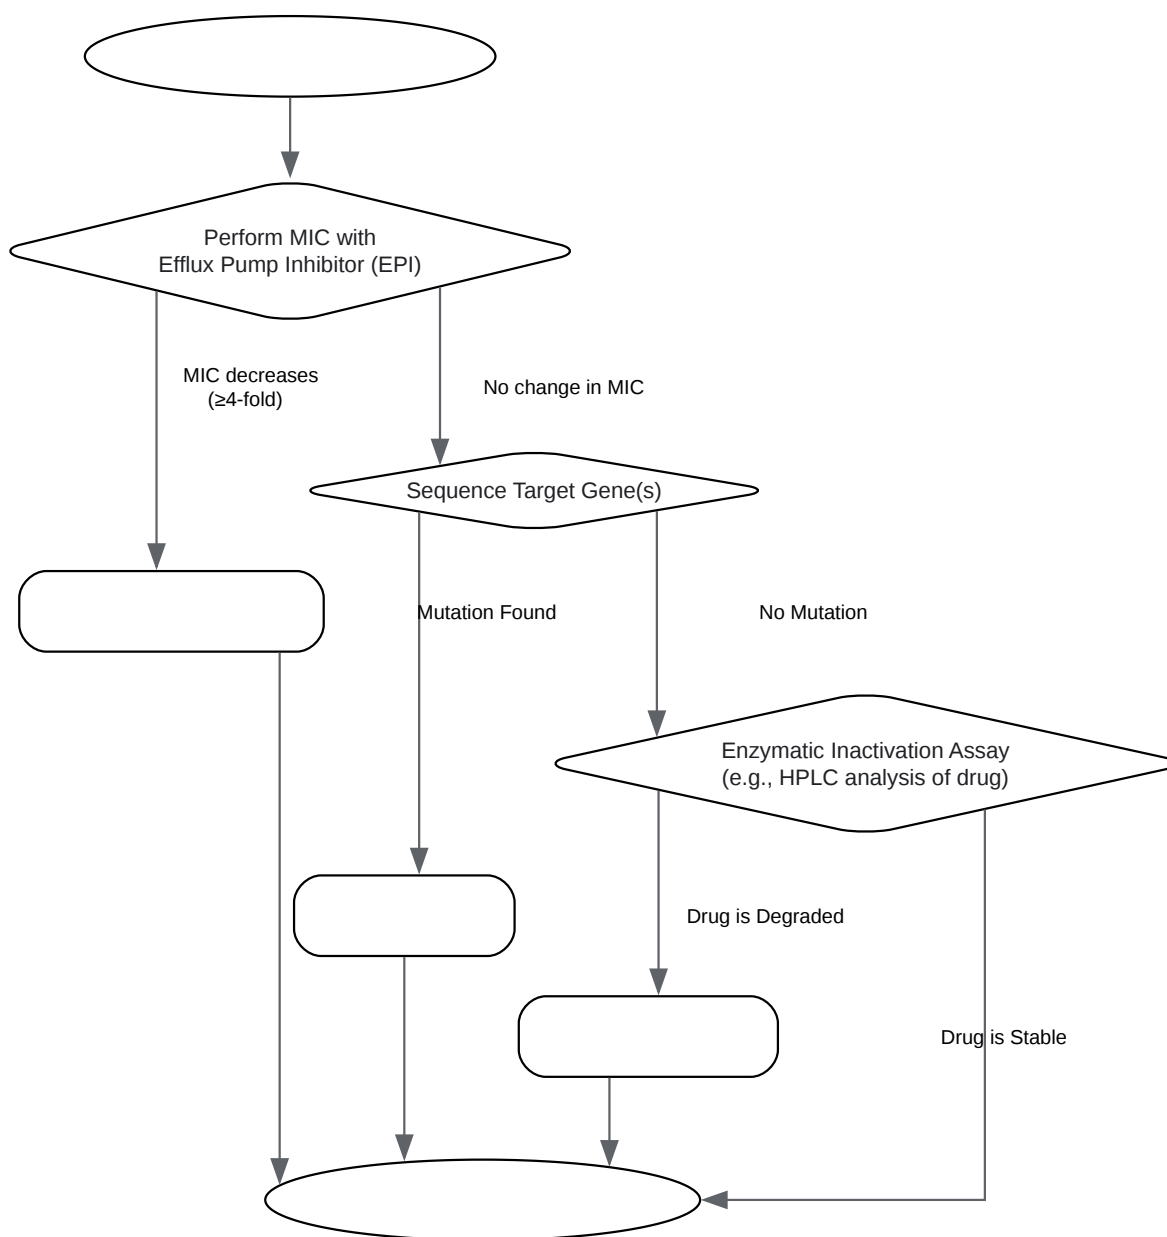 Perform MIC with
Efflux Pump Inhibitor (EPI)
MIC decreases
(≥4-fold)
No change in MIC
Sequence Target Gene(s)
Mutation Found
No Mutation
Enzymatic Inactivation Assay
(e.g., HPLC analysis of drug)
Drug is Degraded
Drug is Stable